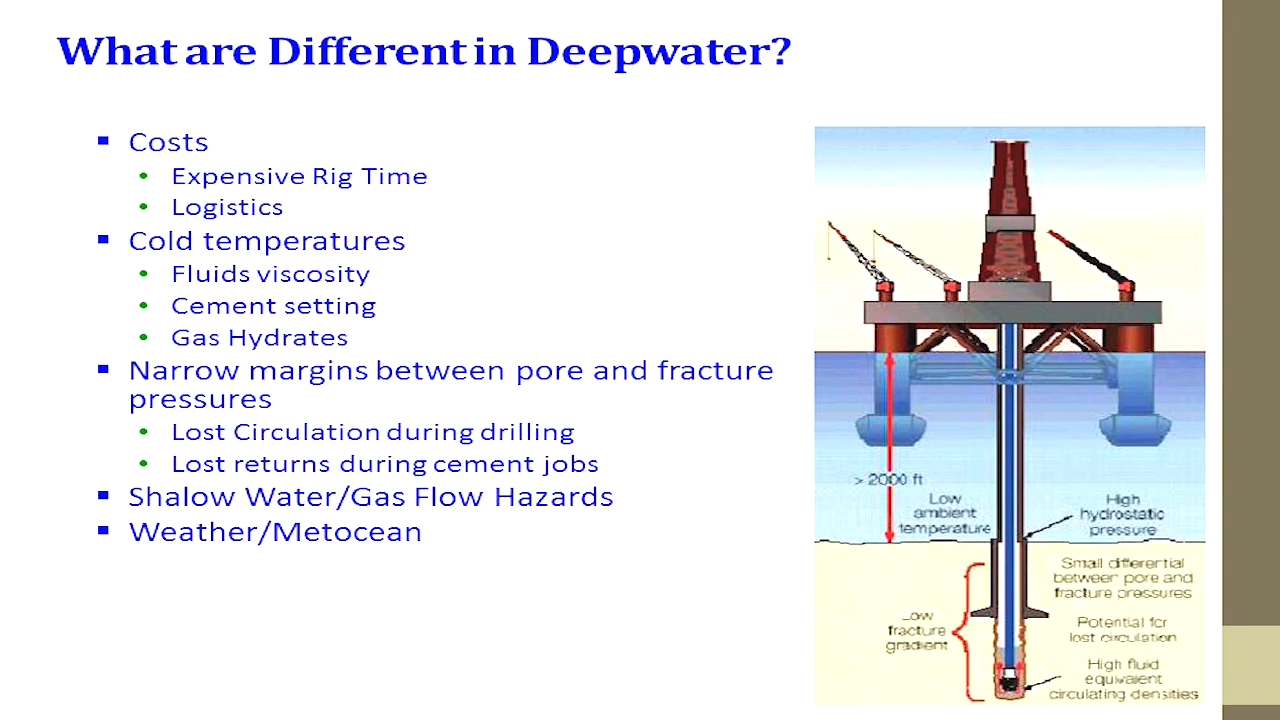 What are Different in Deepwater?
Costs
Expensive Rig Time
Logistics
Cold temperatures
Fluids viscosity
Cement setting
Gas Hydrates
Narrow margins between pore and fracture
pressures
Lost Circulation during drilling
Lost returns during cement jobs
Shalow Water/Gas Flow Hazards
Weather/Metocean
> 2000 ft
Low
ambient
temperature
High
hydrostatic
pressure
Small differential
between pore and
fracture pressures
Low
fracture
gradient
Potential for
lost circulation
High fluid
equivalent
circulating densities